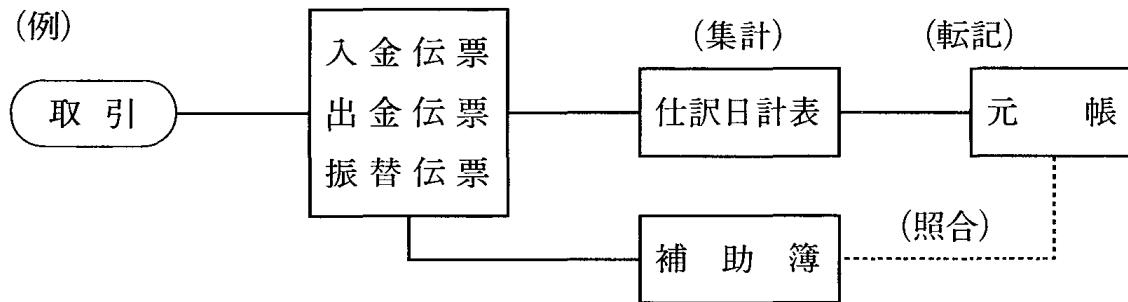 (例)
取引
入金伝票
出金伝票
振替伝票
(集計)
仕訳日計表
(転記)
元帳
補助簿
(照合)